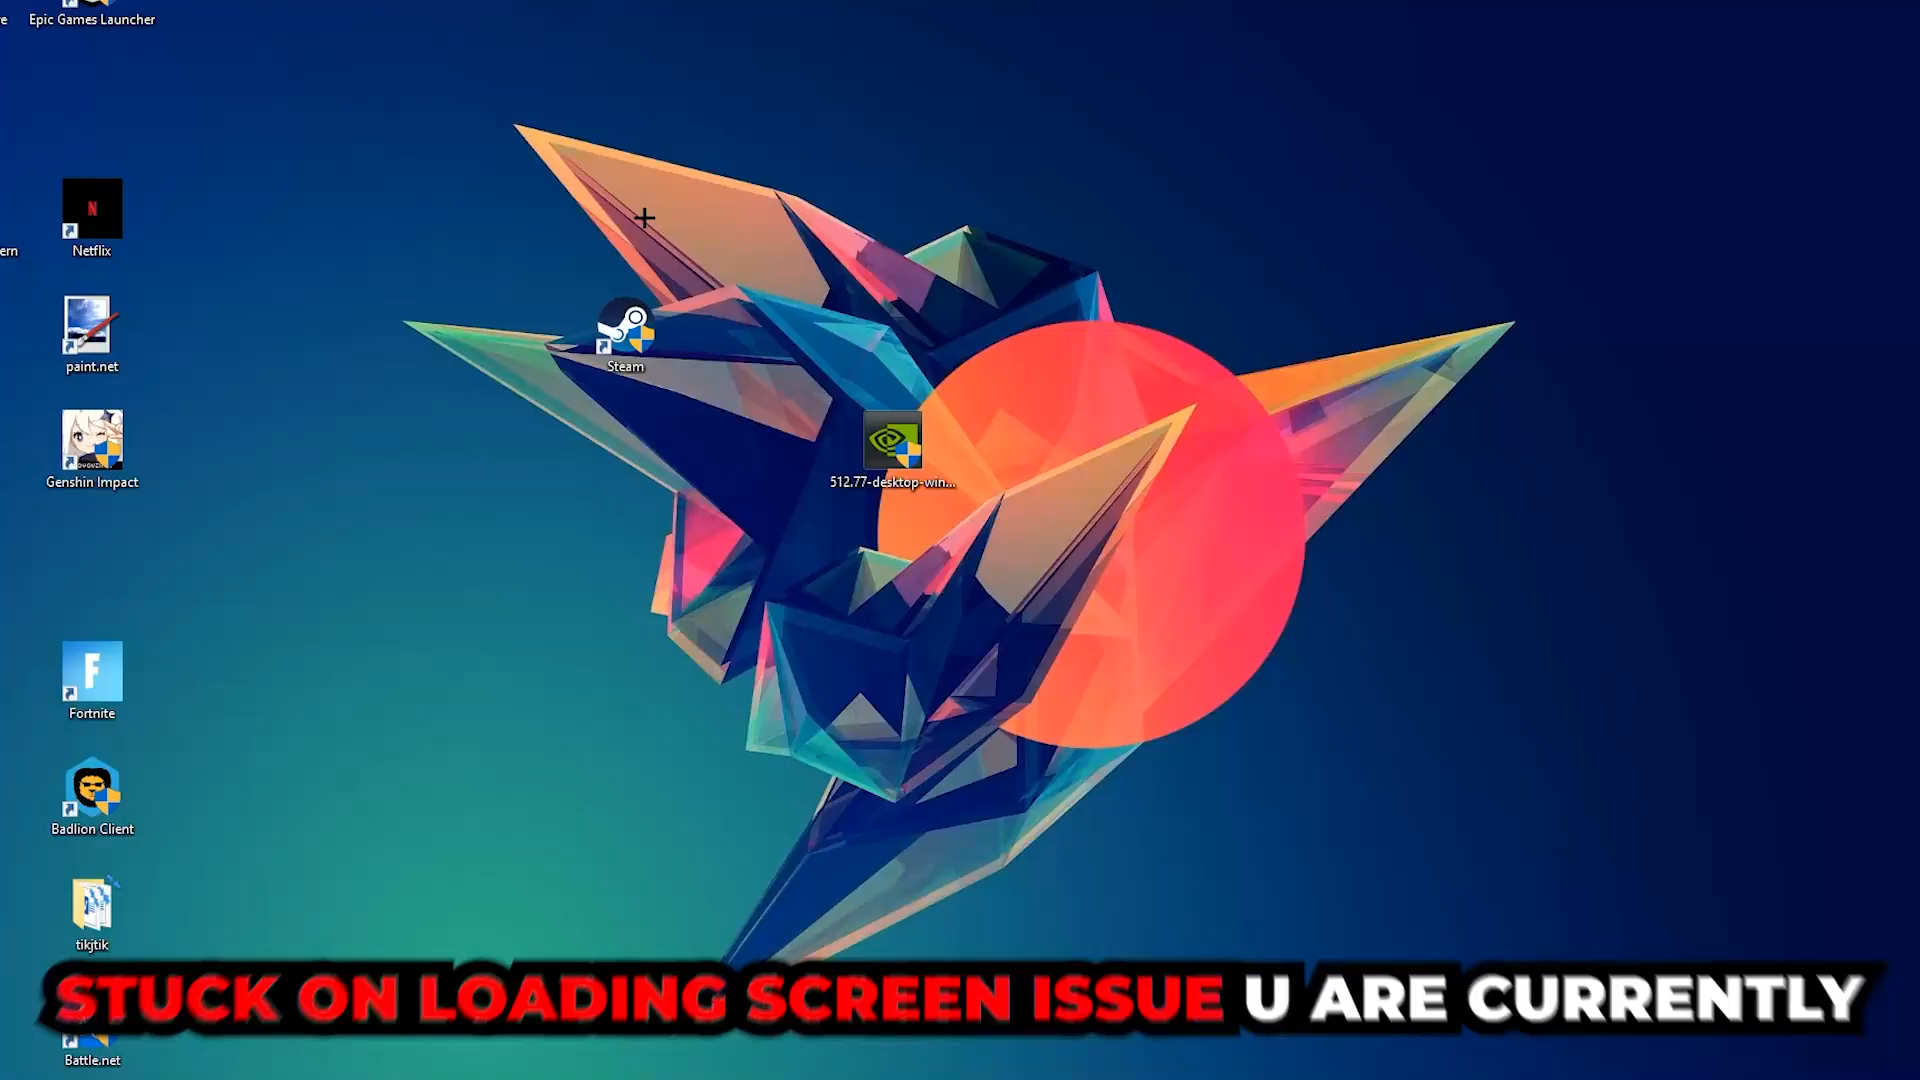 Epic Games Launcher
ern
Netflix
paint.net
Steam
Genshin Impact
512.77-desktop-win...
F
Fortnite
Badlion Client
tikjtik
STUCK ON LOADING SCREEN ISSUE U ARE CURRENTLY
Battle.net